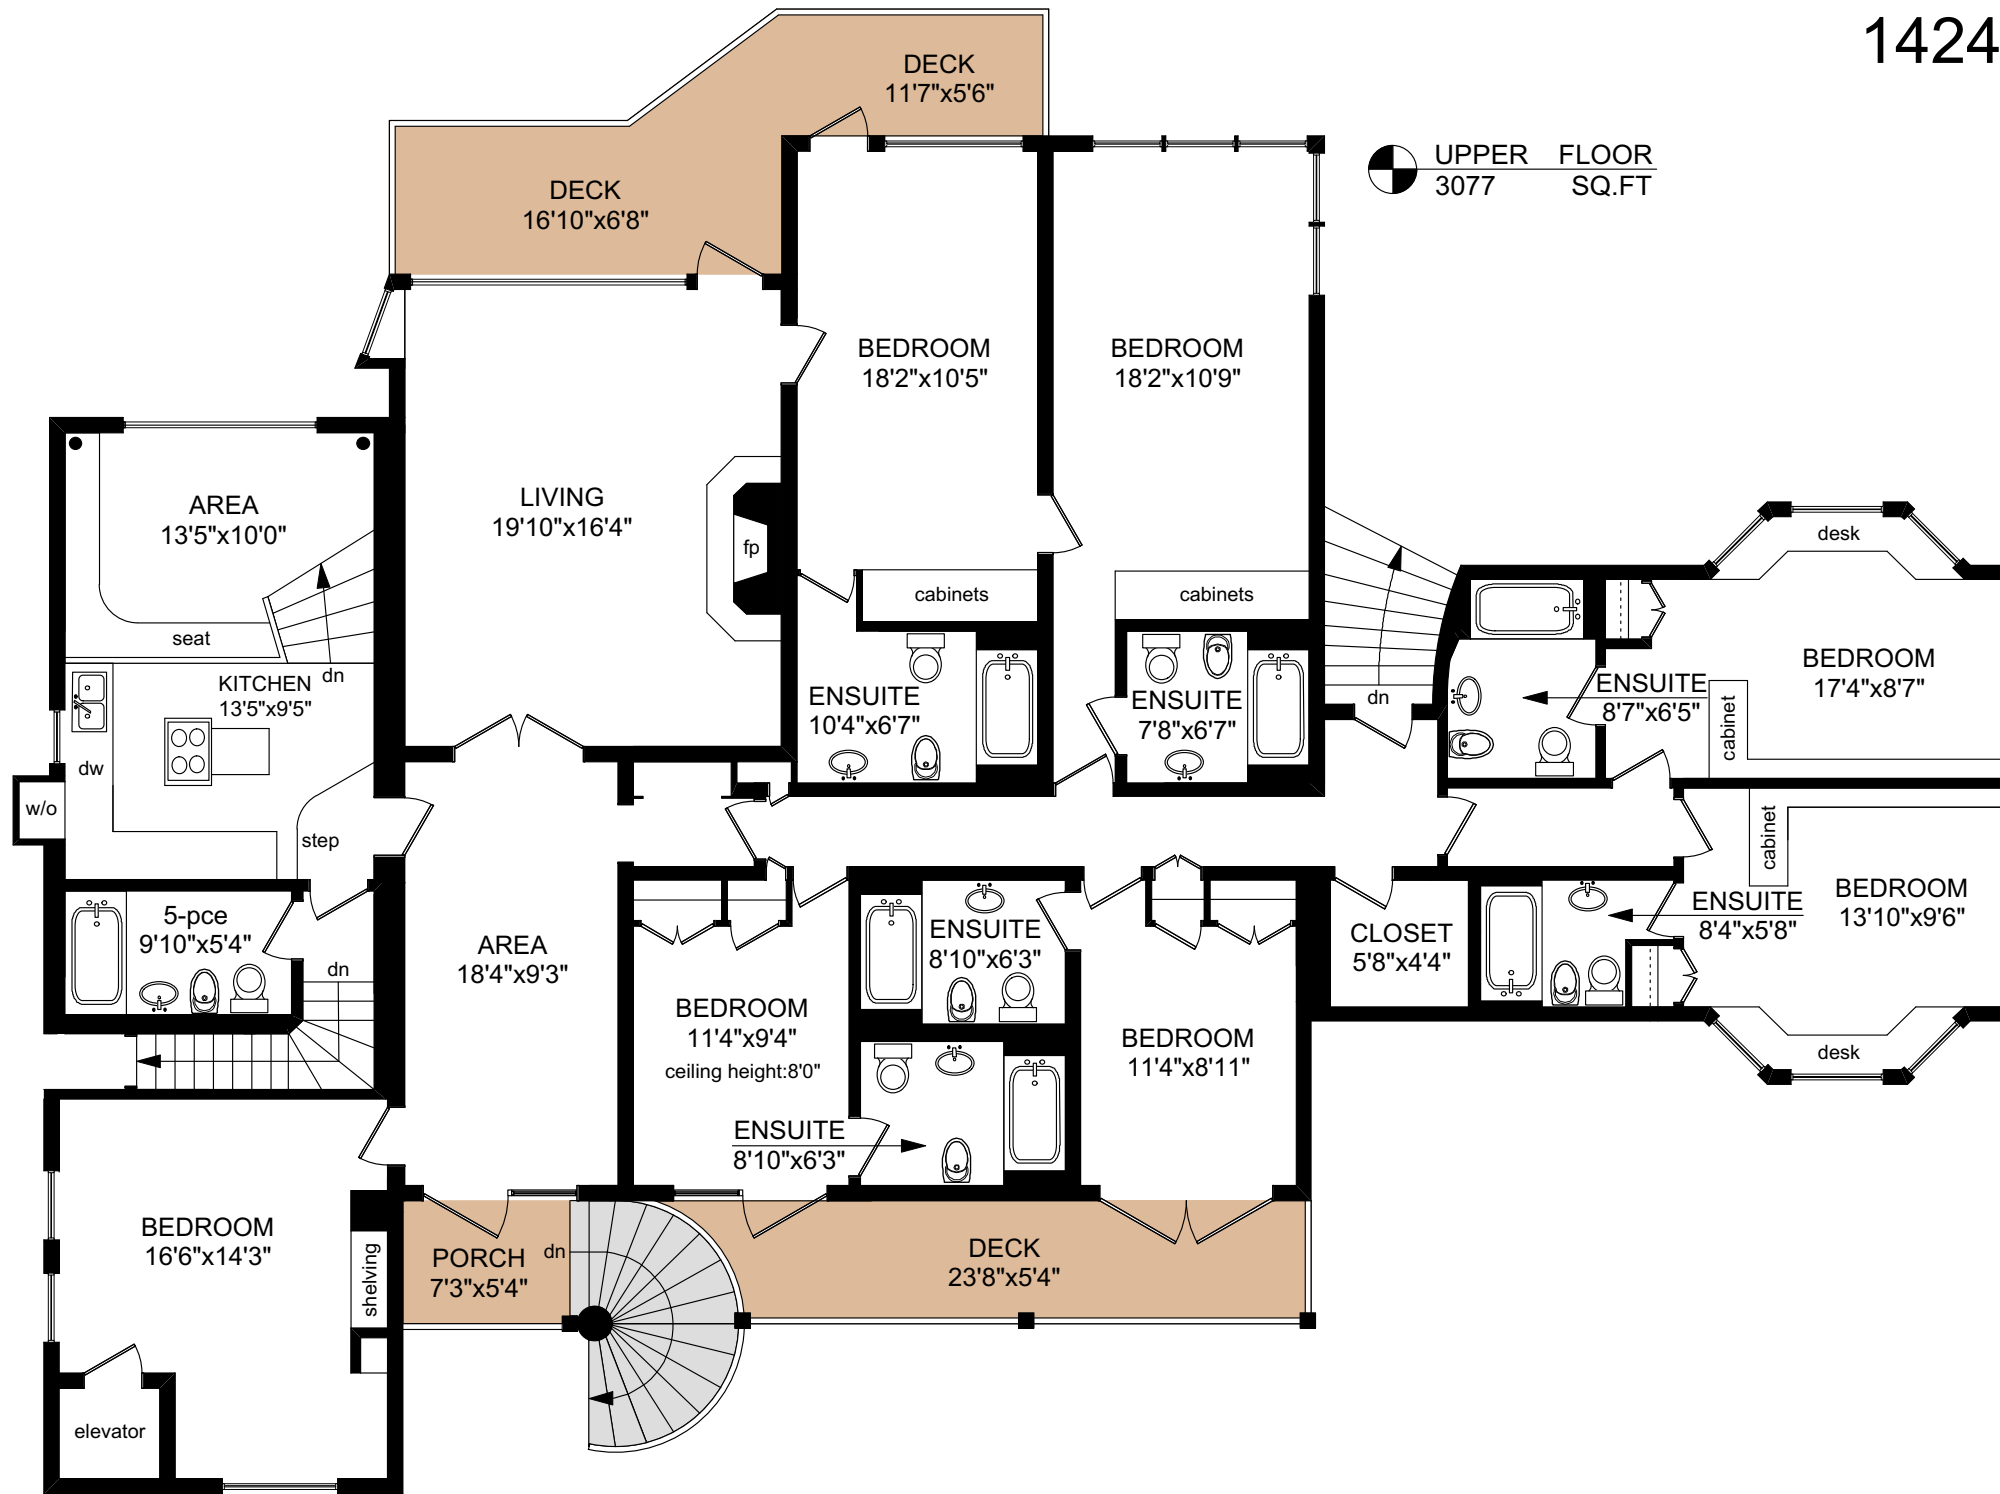 1424
DECK
11'7"x5'6"
UPPER FLOOR
3077 SQ.FT
DECK
16'10"x6'8"
BEDROOM
18'2"x10'5"
BEDROOM
18'2"x10'9"
AREA
13'5"x10'0"
LIVING
19'10"x16'4"
fp
desk
cabinets
cabinets
seat
dn
KITCHEN
13'5"x9'5"
ENSUITE
10'4"x6'7"
ENSUITE
7'8"x6'7"
dn
ENSUITE
8'7"x6'5"
BEDROOM
17'4"x8'7"
cabinet
dw
w/o
step
cabinet
5-pce
9'10"x5'4"
dn
AREA
18'4"x9'3"
ENSUITE
8'10"x6'3"
CLOSET
5'8"x4'4"
ENSUITE
8'4"x5'8"
BEDROOM
13'10"x9'6"
BEDROOM
11'4"x9'4"
ceiling height:8'0"
BEDROOM
11'4"x8'11"
desk
ENSUITE
8'10"x6'3"
BEDROOM
16'6"x14'3"
shelving
PORCH
7'3"x5'4"
dn
DECK
23'8"x5'4"
elevator